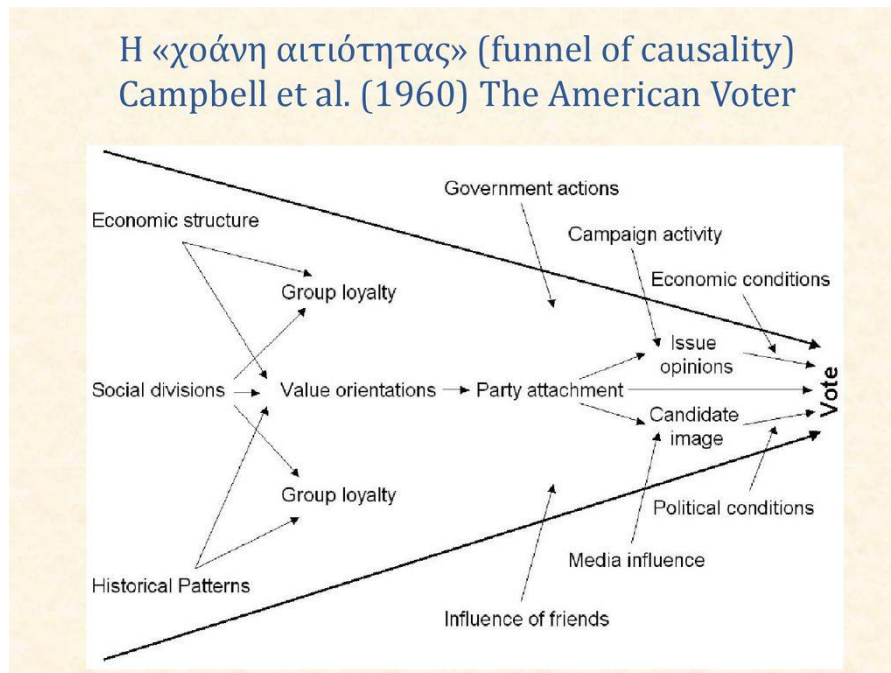 Η «χοάνη αιτιότητας» (funnel of causality)
Campbell et al. (1960) The American Voter
Government actions
Economic structure
Campaign activity
Economic conditions
Group loyalty
Issue
opinions
Social divisions
Value orientations
Party attachment
Vote
Candidate
image
Group loyalty
Political conditions
Media influence
Historical Patterns
Influence of friends